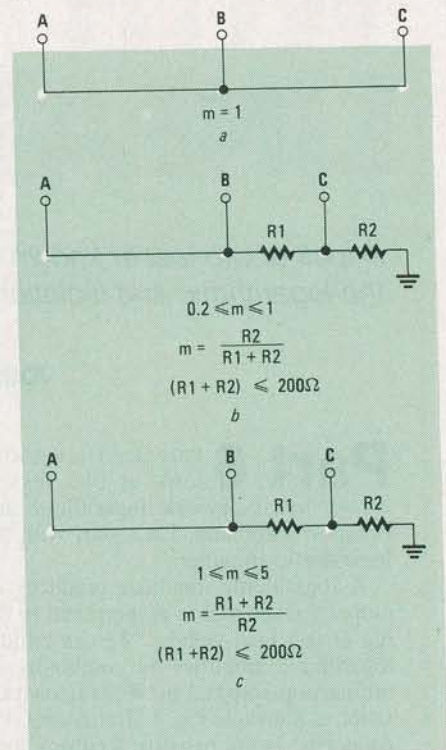 A B C
m = 1
a
A B C
R1 R2
0.2 ⩽ m ⩽ 1
m = R2 / R1 + R2
(R1 + R2) ⩽ 200Ω
b
A B C
R1 R2
1 ⩽ m ⩽ 5
m = R1 + R2 / R2
(R1 +R2) ⩽ 200Ω
c